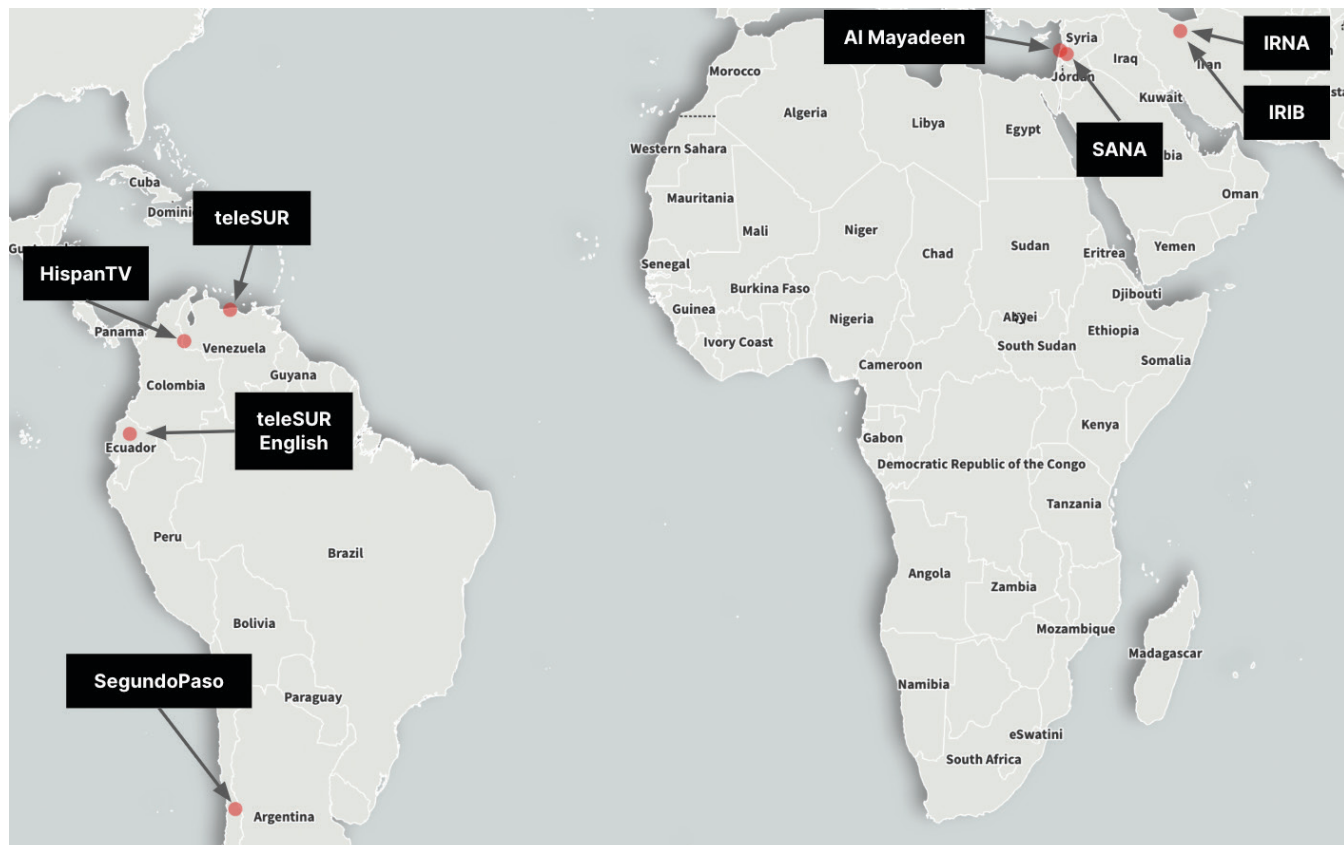 Al Mayadeen
IRNA
IRIB
SANA
teleSUR
HispanTV
teleSUR
English
SegundoPaso
Syria
Iraq
Iran
Jordan
Kuwait
Morocco
Algeria
Libya
Egypt
Western Sahara
bia
Oman
Mauritania
Mali
Niger
Chad
Sudan
Eritrea
Yemen
Senegal
Burkina Faso
Djibouti
Guinea
Nigeria
Abyei
Ethiopia
Ivory Coast
South Sudan
Somalia
Cameroon
Kenya
Gabon
Democratic Republic of the Congo
Tanzania
Angola
Zambia
Mozambique
Madagascar
Namibia
eSwatini
South Africa
Cuba
Domini
Panama
Venezuela
Guyana
Colombia
Ecuador
Peru
Brazil
Bolivia
Paraguay
Argentina